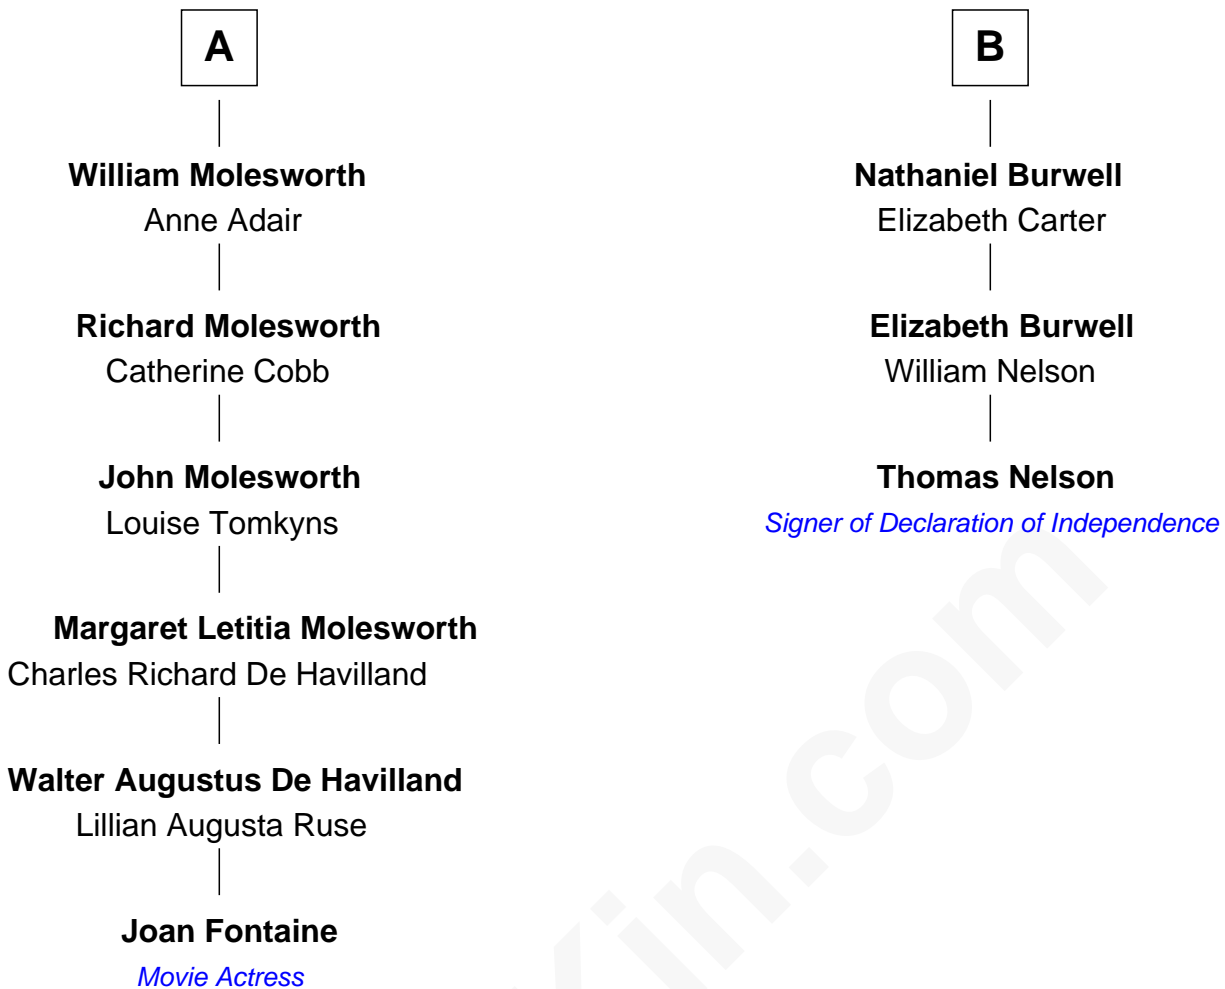 A
William Molesworth
Anne Adair
Richard Molesworth
Catherine Cobb
John Molesworth
Louise Tomkyns
Margaret Letitia Molesworth
Charles Richard De Havilland
Walter Augustus De Havilland
Lillian Augusta Ruse
Joan Fontaine
Movie Actress
B
Nathaniel Burwell
Elizabeth Carter
Elizabeth Burwell
William Nelson
Thomas Nelson
Signer of Declaration of Independence
Kin.com